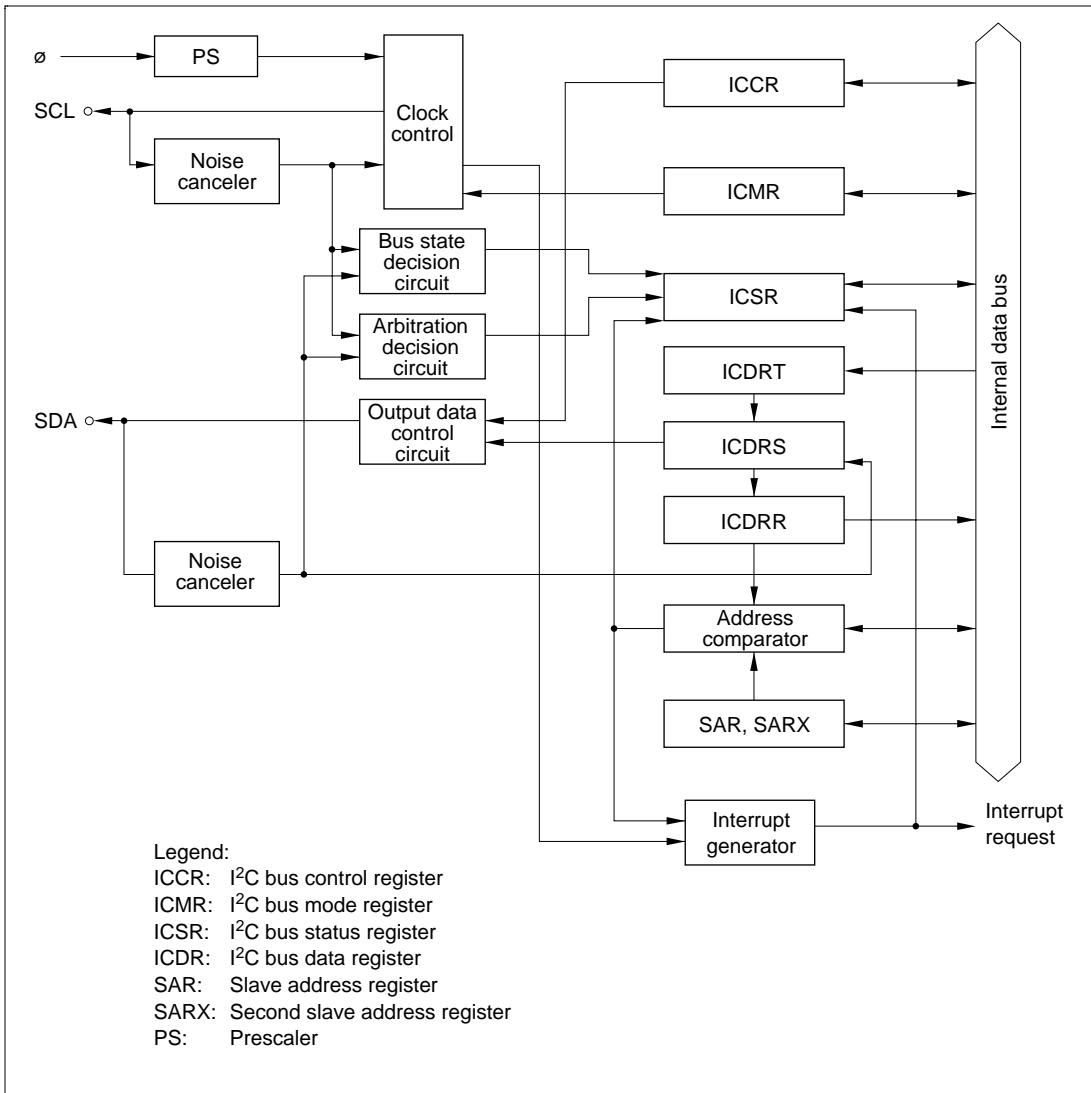 ø
PS
SCL
Clock
control
Noise
canceler
ICCR
ICMR
Bus state
decision
circuit
ICSR
Arbitration
decision
circuit
ICDRT
SDA
Output data
control
circuit
ICDRS
ICDRR
Noise
canceler
Address
comparator
SAR, SARX
Internal data bus
Interrupt
generator
Interrupt
request
Legend:
ICCR: I²C bus control register
ICMR: I²C bus mode register
ICSR: I²C bus status register
ICDR: I²C bus data register
SAR: Slave address register
SARX: Second slave address register
PS: Prescaler